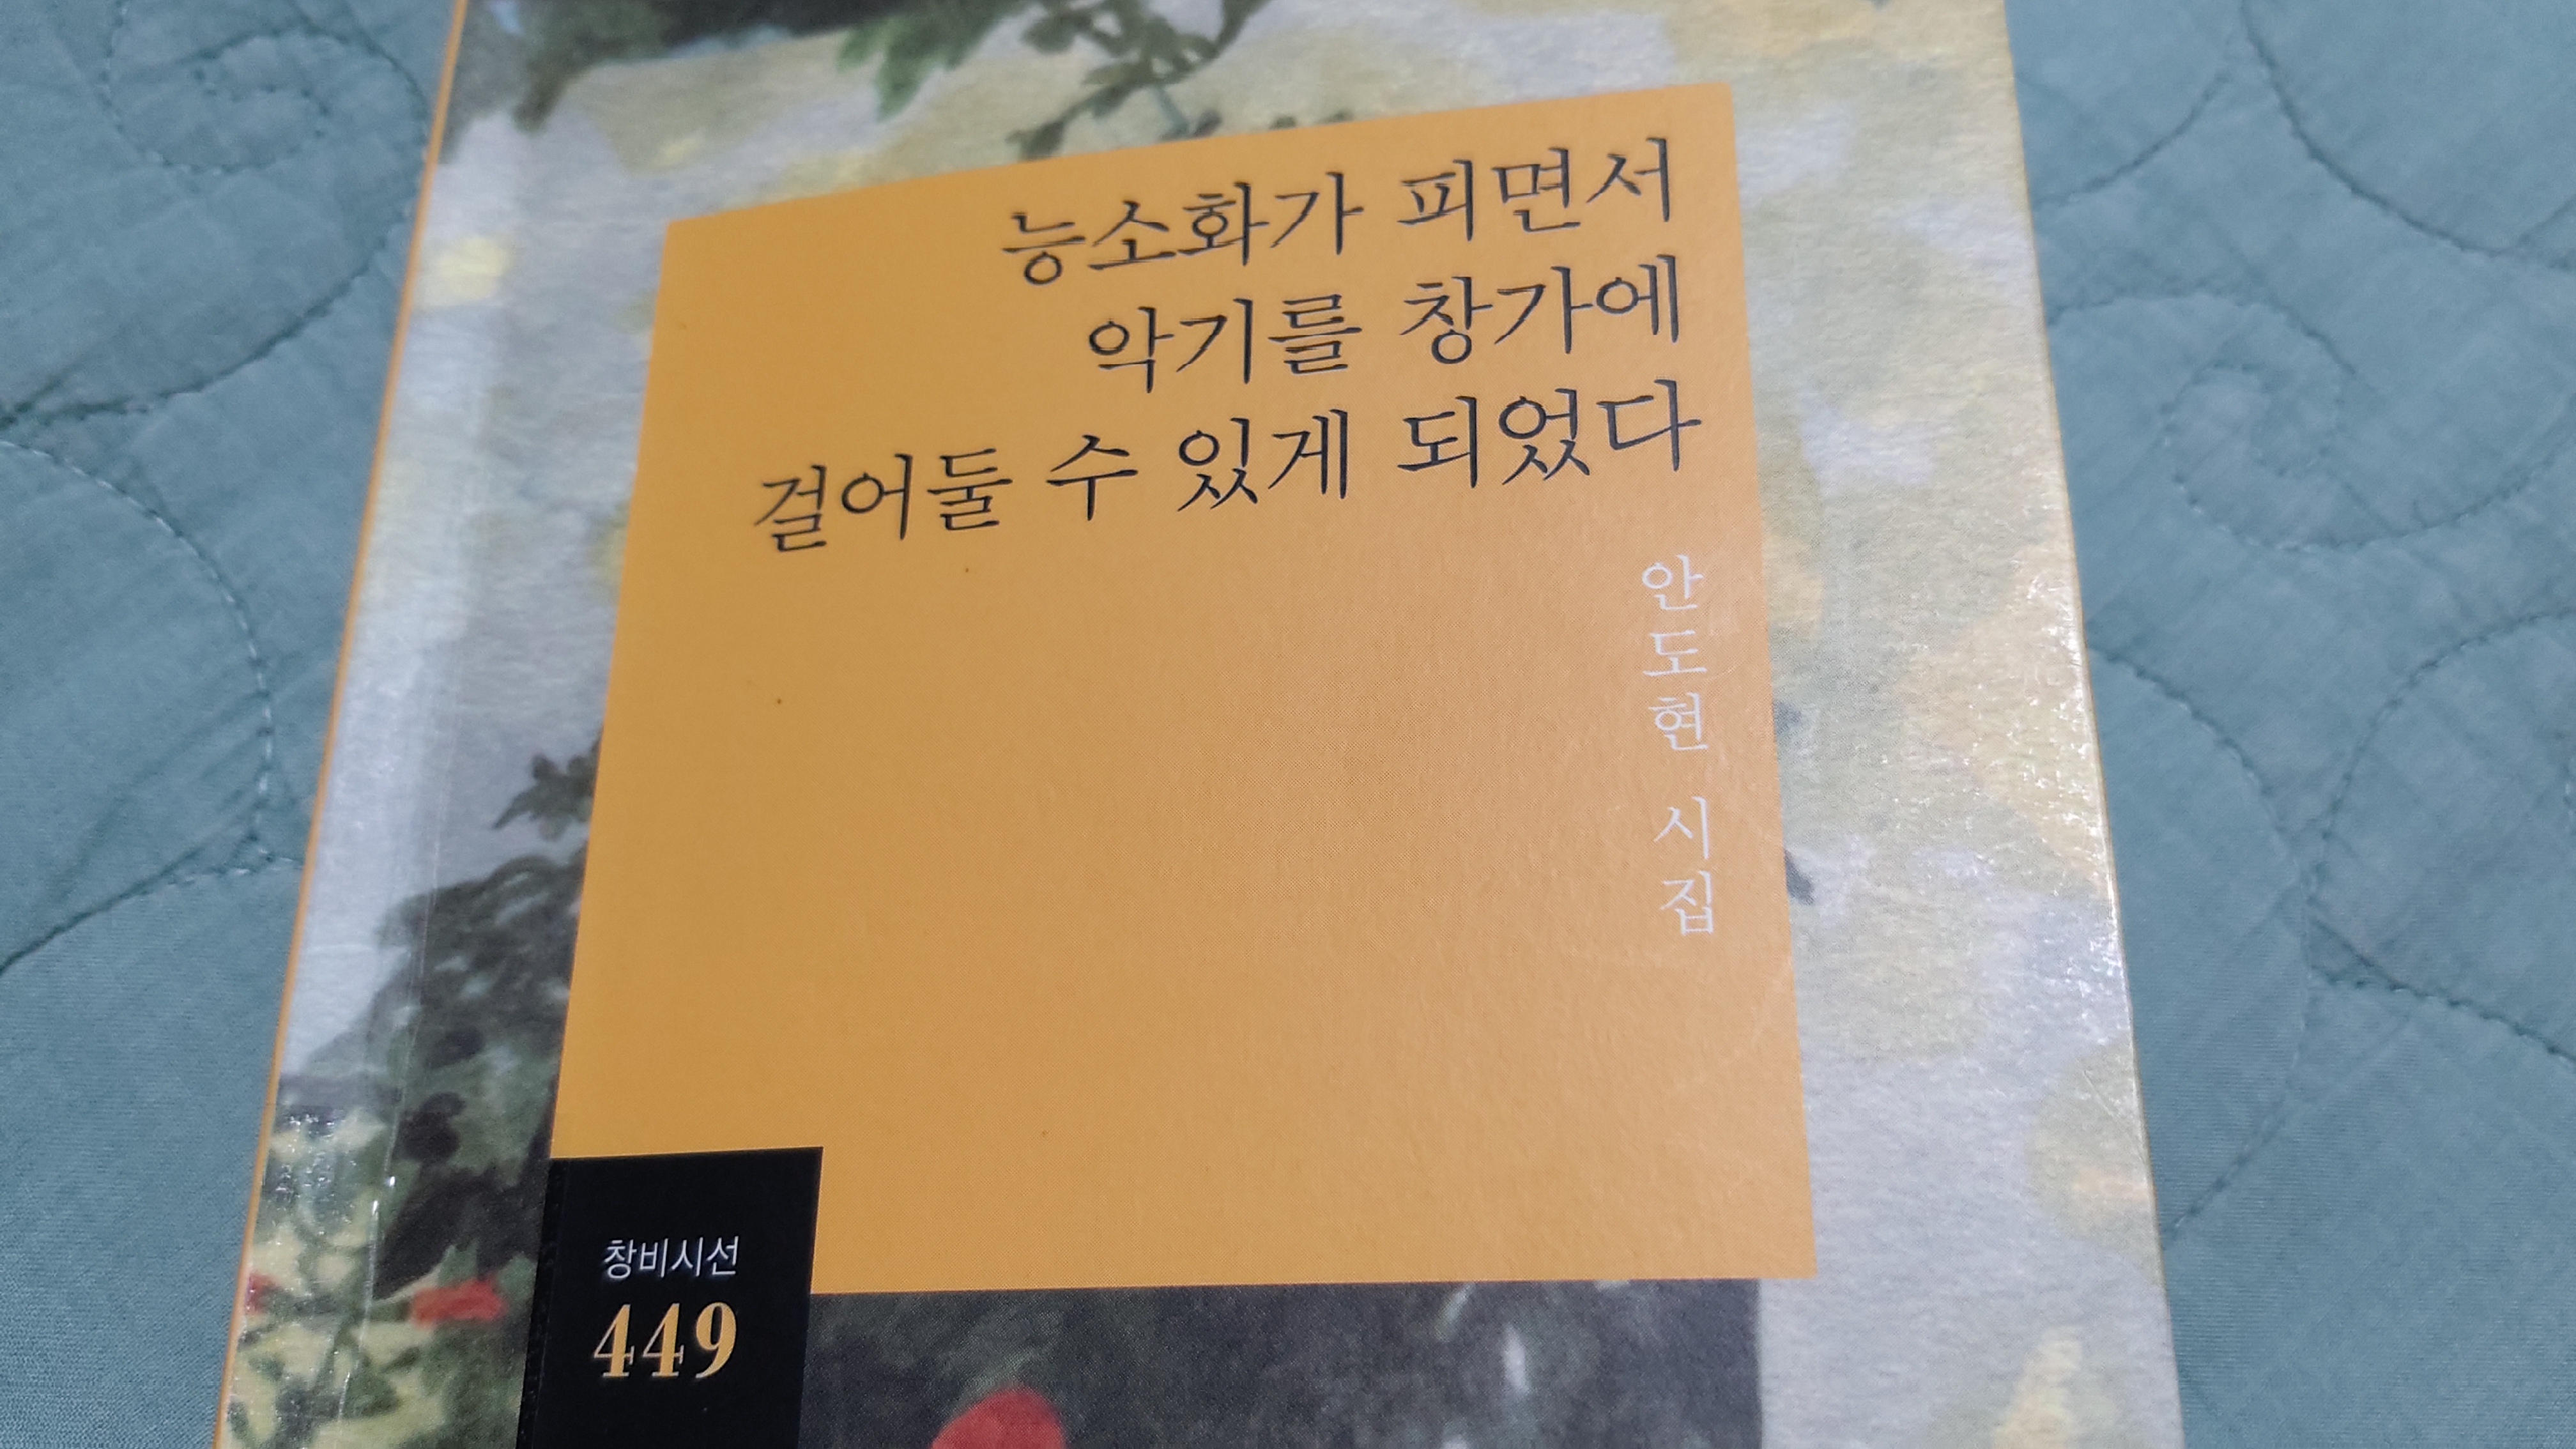 능소화가 피면서
악기를 창가에
걸어둘 수 있게 되었다
안도현 시집
창비시선
449